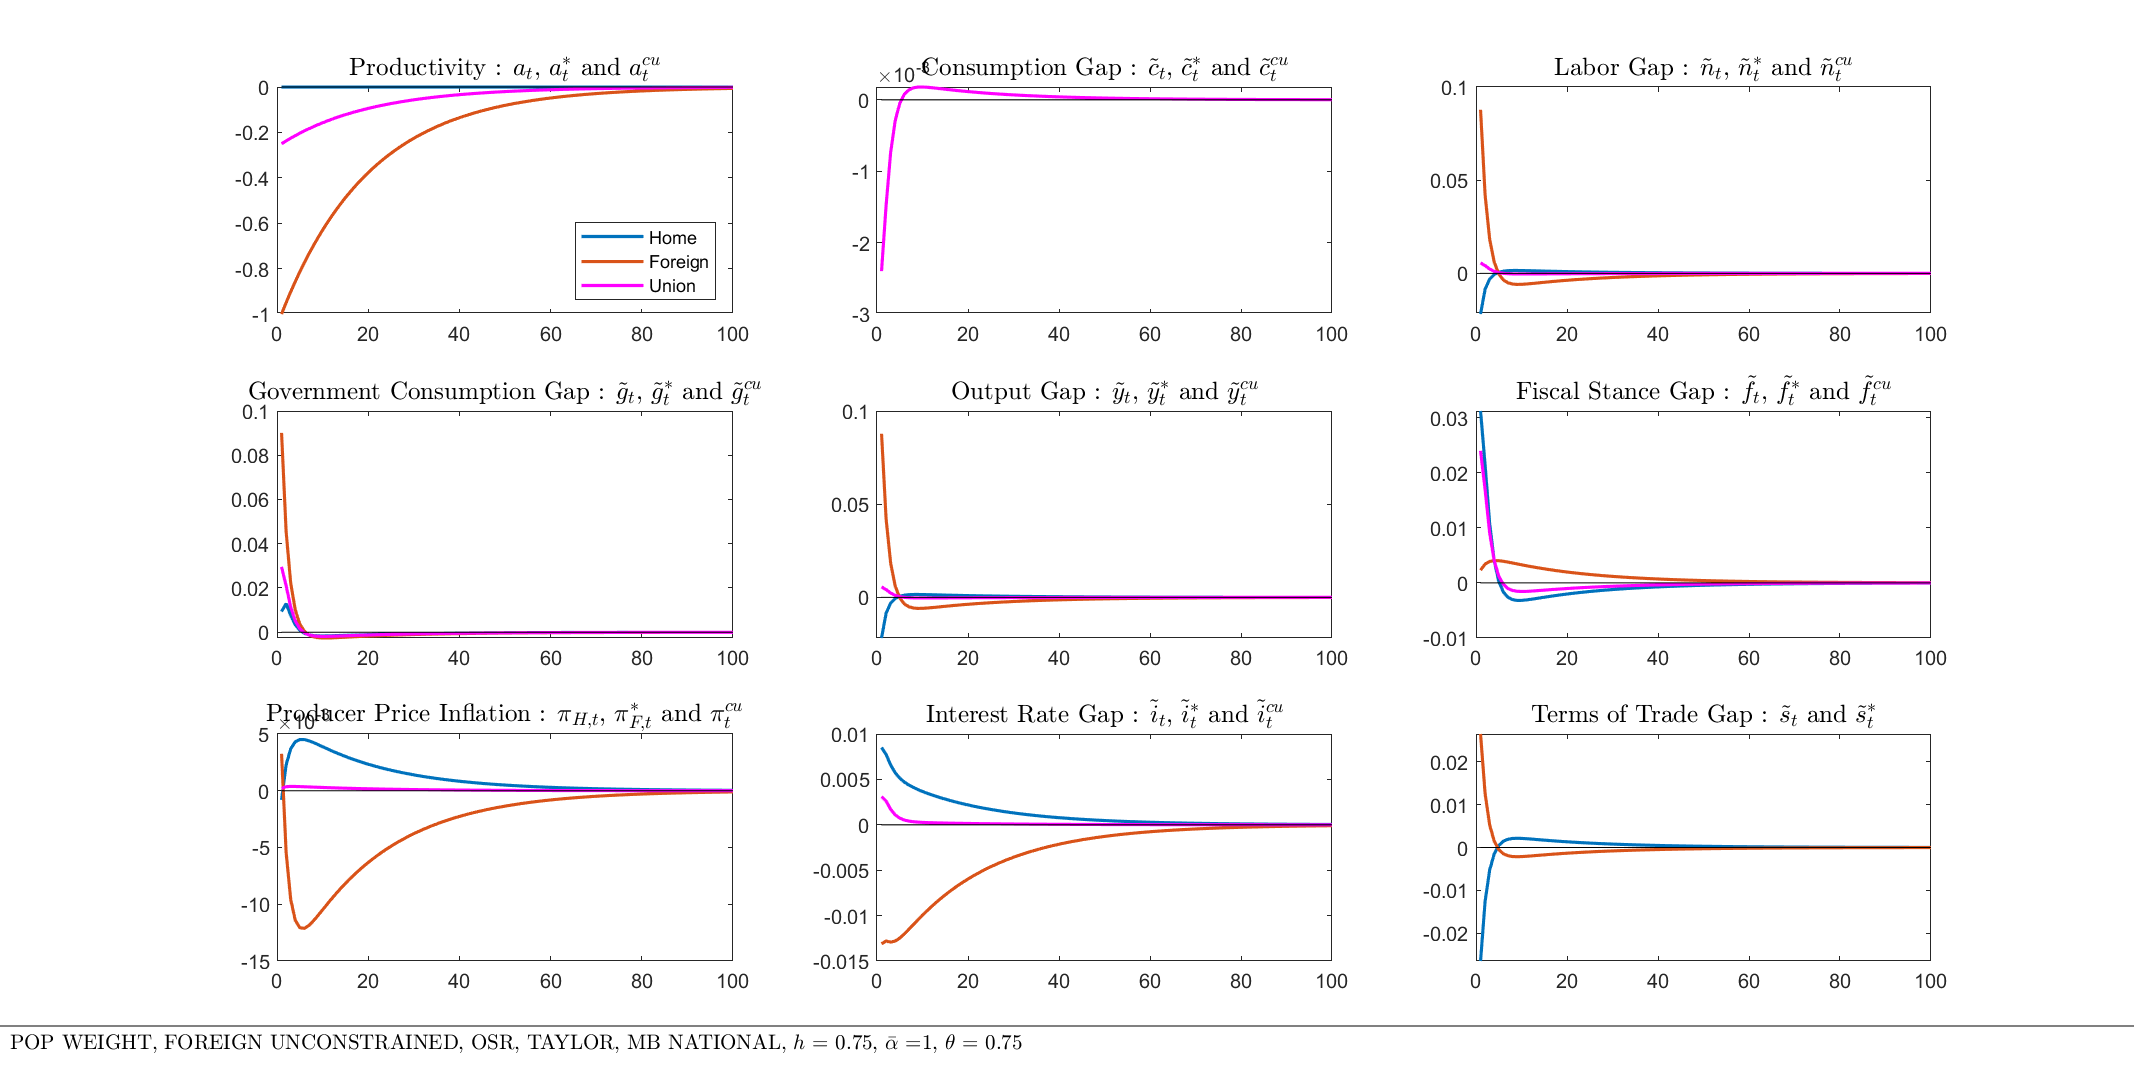 Productivity : a_t, a_t^* and a_t^{cu}
0
-0.2
-0.4
-0.6
-0.8
-1
0 20 40 60 80 100
Home
Foreign
Union
Consumption Gap : c̃_t, c̃_t^* and c̃_t^{cu}
0
-1
-2
-3
0 20 40 60 80 100
Labor Gap : ñ_t, ñ_t^* and ñ_t^{cu}
0.1
0.05
0
0 20 40 60 80 100
Government Consumption Gap : g̃_t, g̃_t^* and g̃_t^{cu}
0.1
0.08
0.06
0.04
0.02
0
0 20 40 60 80 100
Output Gap : ỹ_t, ỹ_t^* and ỹ_t^{cu}
0.1
0.05
0
0 20 40 60 80 100
Fiscal Stance Gap : f̃_t, f̃_t^* and f̃_t^{cu}
0.03
0.02
0.01
0
-0.01
0 20 40 60 80 100
Producer Price Inflation : π_{H,t}, π_{F,t}^* and π_t^{cu}
5
0
-5
-10
-15
0 20 40 60 80 100
Interest Rate Gap : ĩ_t, ĩ_t^* and ĩ_t^{cu}
0.01
0.005
0
-0.005
-0.01
-0.015
0 20 40 60 80 100
Terms of Trade Gap : s̃_t and s̃_t^*
0.02
0.01
0
-0.01
-0.02
0 20 40 60 80 100
POP WEIGHT, FOREIGN UNCONSTRAINED, OSR, TAYLOR, MB NATIONAL, h = 0.75, ᾱ =1, θ = 0.75